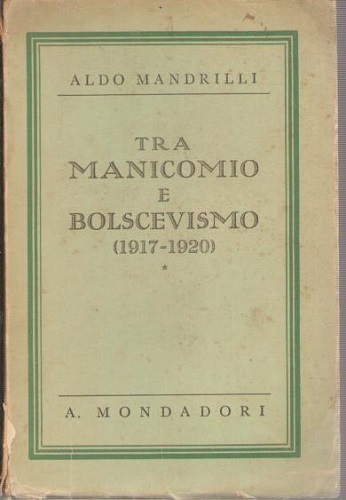 ALDO MANDRILLI
TRA
MANICOMIO
E
BOLSCEVISMO
(1917-1920)
*
A. MONDADORI